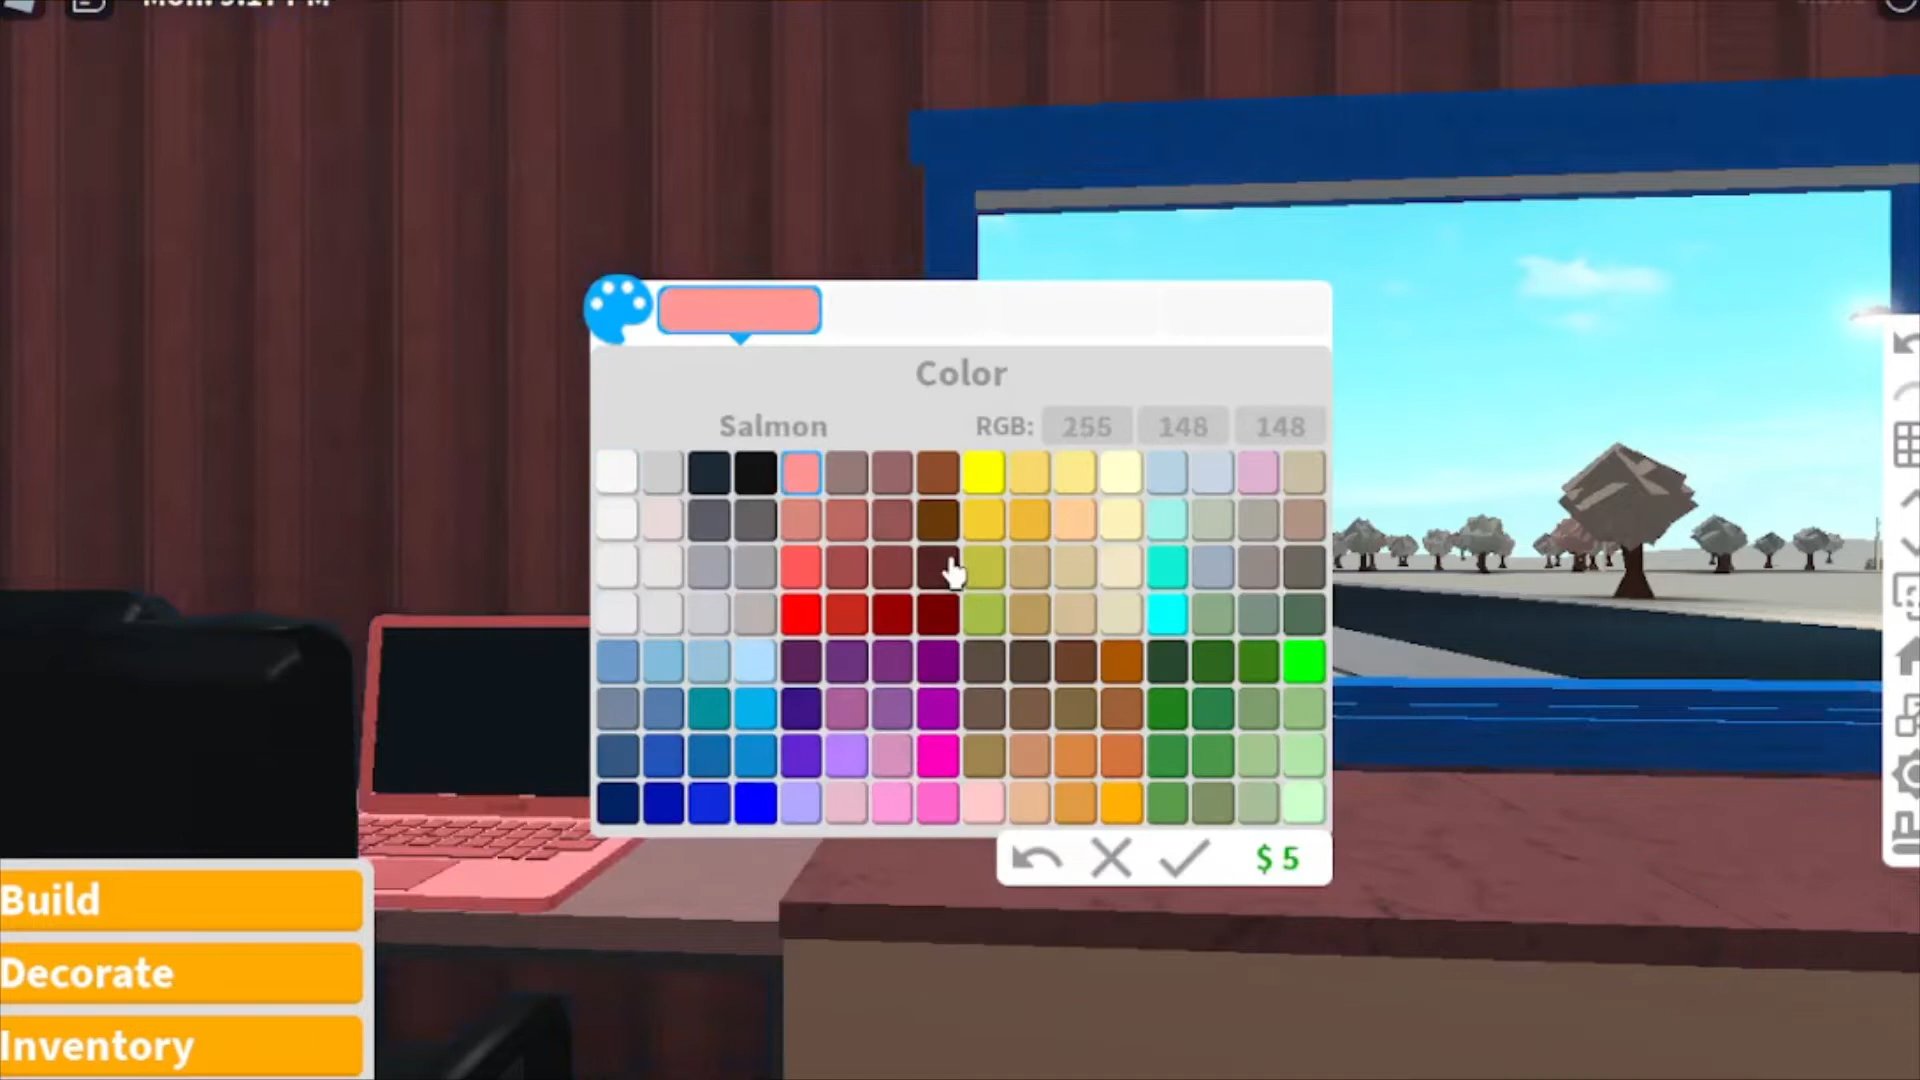 Color
Salmon
RGB: 255 148 148
$ 5
Build
Decorate
Inventory